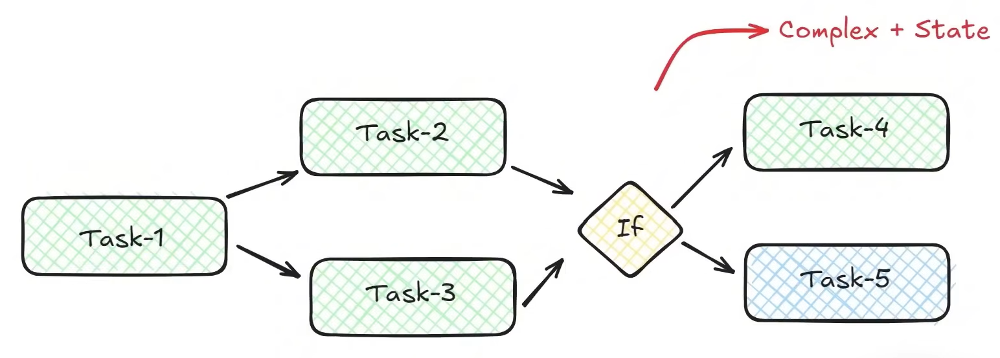 Complex + State
Task-2
Task-4
Task-1
If
Task-3
Task-5